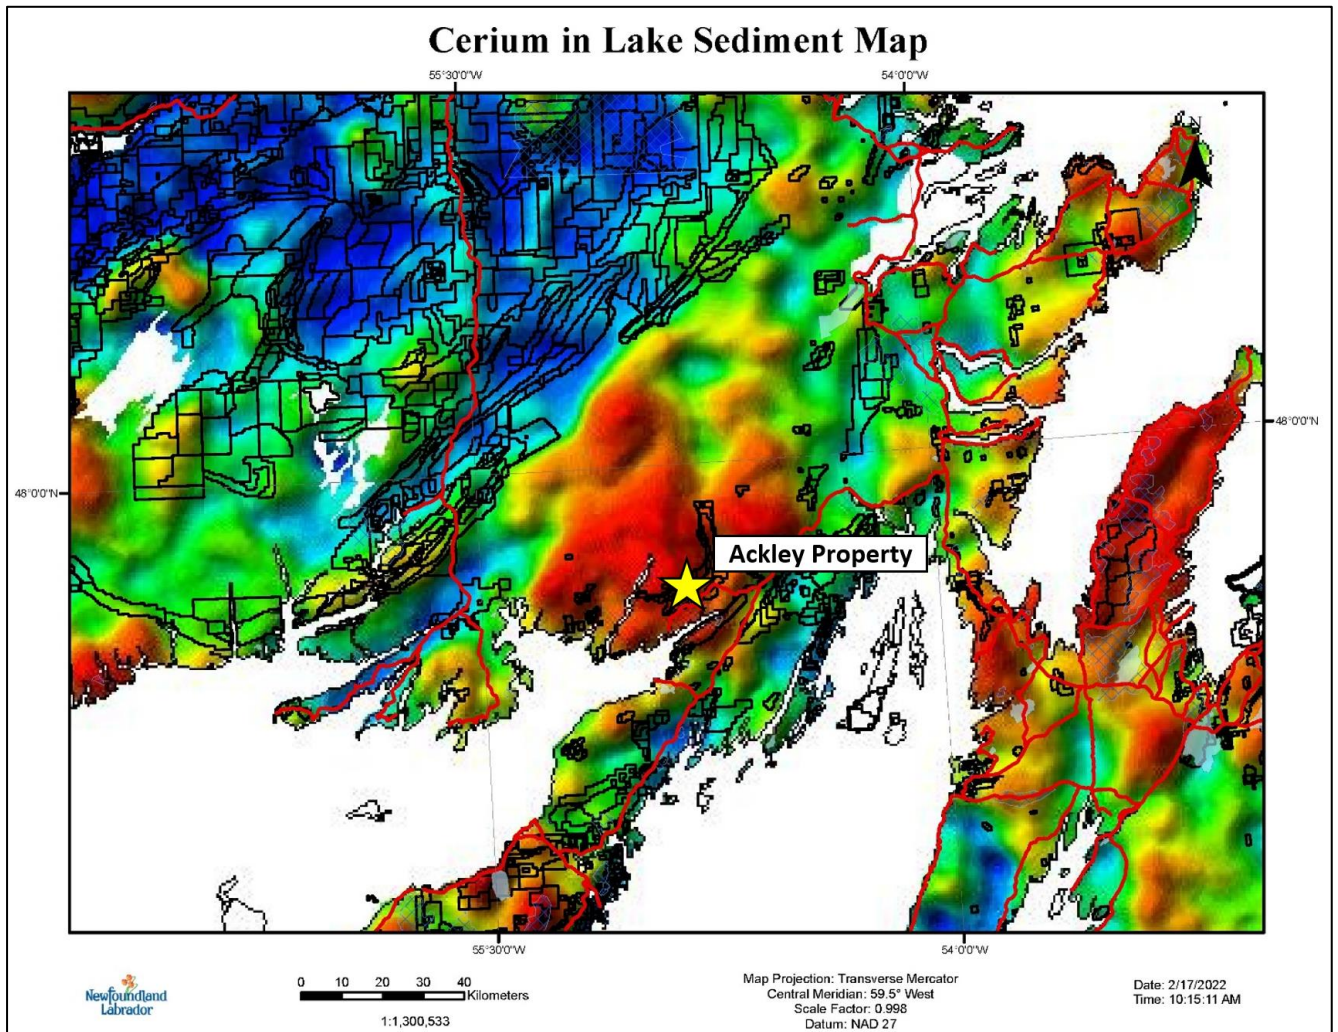 Cerium in Lake Sediment Map
55°30'0"W
54°0'0"W
N
48°0'0"N
48°0'0"N
Ackley Property
55°30'0"W
54°0'0"W
Newfoundland
Labrador
0 10 20 30 40
Kilometers
1:1,300,533
Map Projection: Transverse Mercator
Central Meridian: 59.5° West
Scale Factor: 0.998
Datum: NAD 27
Date: 2/17/2022
Time: 10:15:11 AM